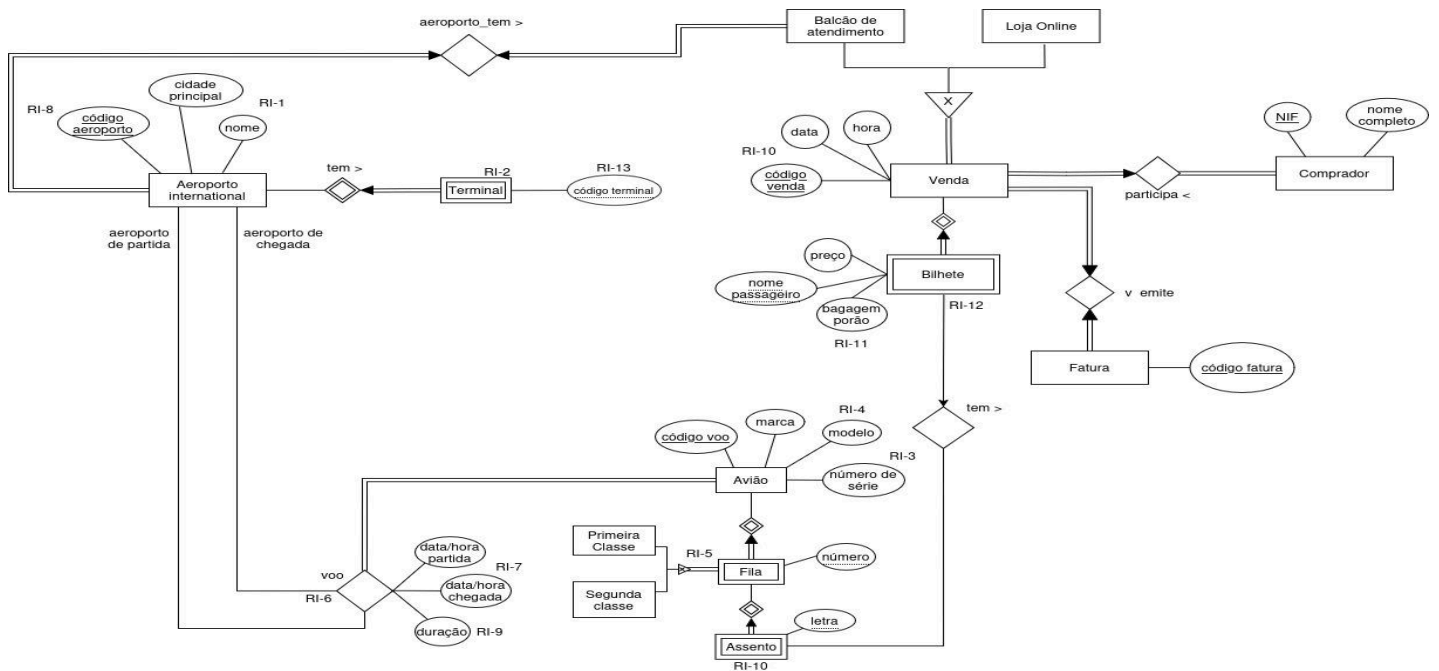 aeroporto_tem >
Balcão de
atendimento
Loja Online
cidade
principal
RI-1
RI-8
código
aeroporto
nome
X
data
hora
RI-10
NIF
nome
completo
tem >
RI-2
RI-13
Aeroporto
international
Terminal
código terminal
código
venda
Venda
Comprador
participa <
aeroporto
de partida
aeroporto de
chegada
preço
Bilhete
nome
passageiro
bagagem
porão
RI-12
RI-11
v emite
Fatura
código fatura
código voo
marca
RI-4
modelo
tem >
RI-3
Avião
número de
série
Primeira
Classe
RI-5
número
Fila
Segunda
classe
data/hora
partida
voo
RI-6
RI-7
data/hora
chegada
duração
RI-9
letra
Assento
RI-10